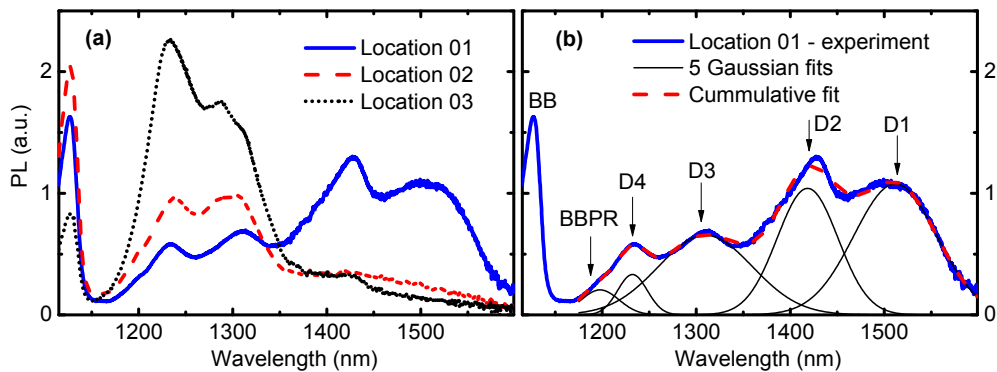 (a)
Location 01
Location 02
Location 03
PL (a.u.)
2
1
0
1200
1300
1400
1500
Wavelength (nm)
(b)
Location 01 - experiment
5 Gaussian fits
Cummulative fit
BB
BBPR
D4
D3
D2
D1
2
1
0
1200
1300
1400
1500
Wavelength (nm)